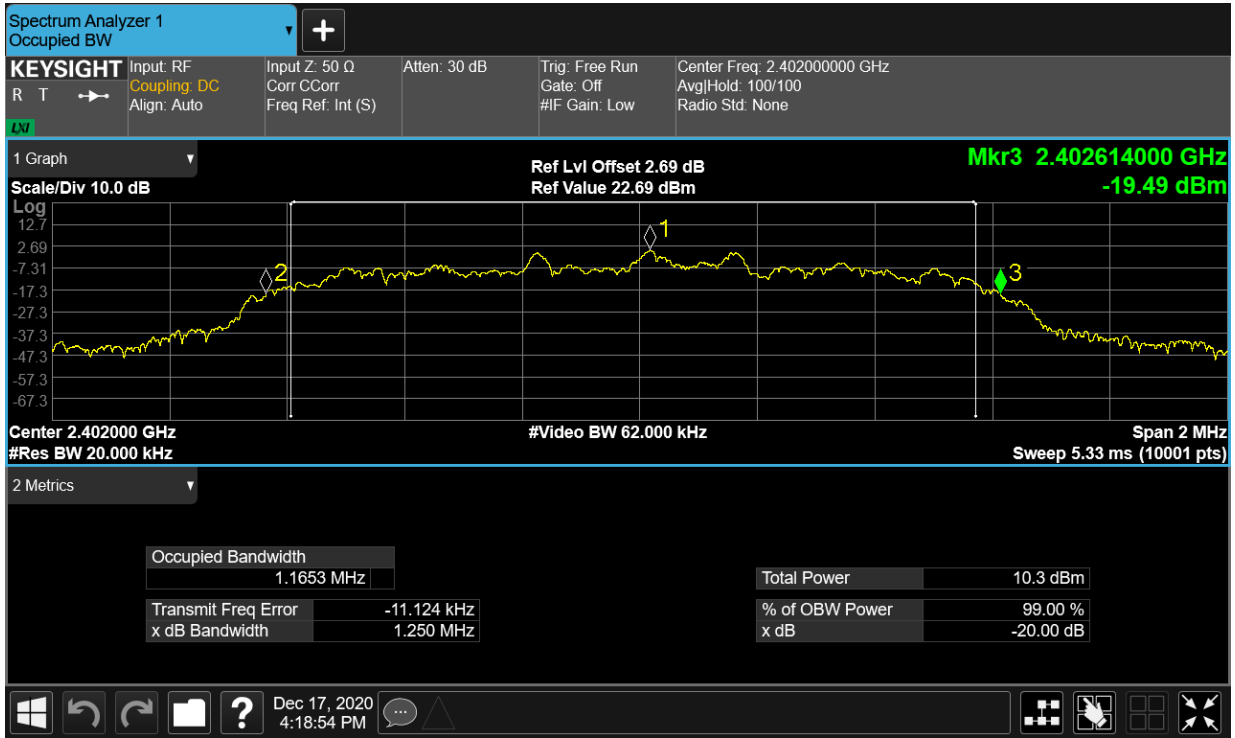 Spectrum Analyzer 1
Occupied BW
KEYSIGHT
R T
LXI
Input: RF
Coupling: DC
Align: Auto
Input Z: 50 Ω
Corr CCorr
Freq Ref: Int (S)
Atten: 30 dB
Trig: Free Run
Gate: Off
#IF Gain: Low
Center Freq: 2.402000000 GHz
Avg|Hold: 100/100
Radio Std: None
1 Graph
Scale/Div 10.0 dB
Ref Lvl Offset 2.69 dB
Ref Value 22.69 dBm
Mkr3 2.402614000 GHz
-19.49 dBm
Log
12.7
2.69
-7.31
-17.3
-27.3
-37.3
-47.3
-57.3
-67.3
1
2
3
Center 2.402000 GHz
#Res BW 20.000 kHz
#Video BW 62.000 kHz
Span 2 MHz
Sweep 5.33 ms (10001 pts)
2 Metrics
Occupied Bandwidth
1.1653 MHz
Transmit Freq Error -11.124 kHz
x dB Bandwidth 1.250 MHz
Total Power 10.3 dBm
% of OBW Power 99.00 %
x dB -20.00 dB
?
Dec 17, 2020
4:18:54 PM